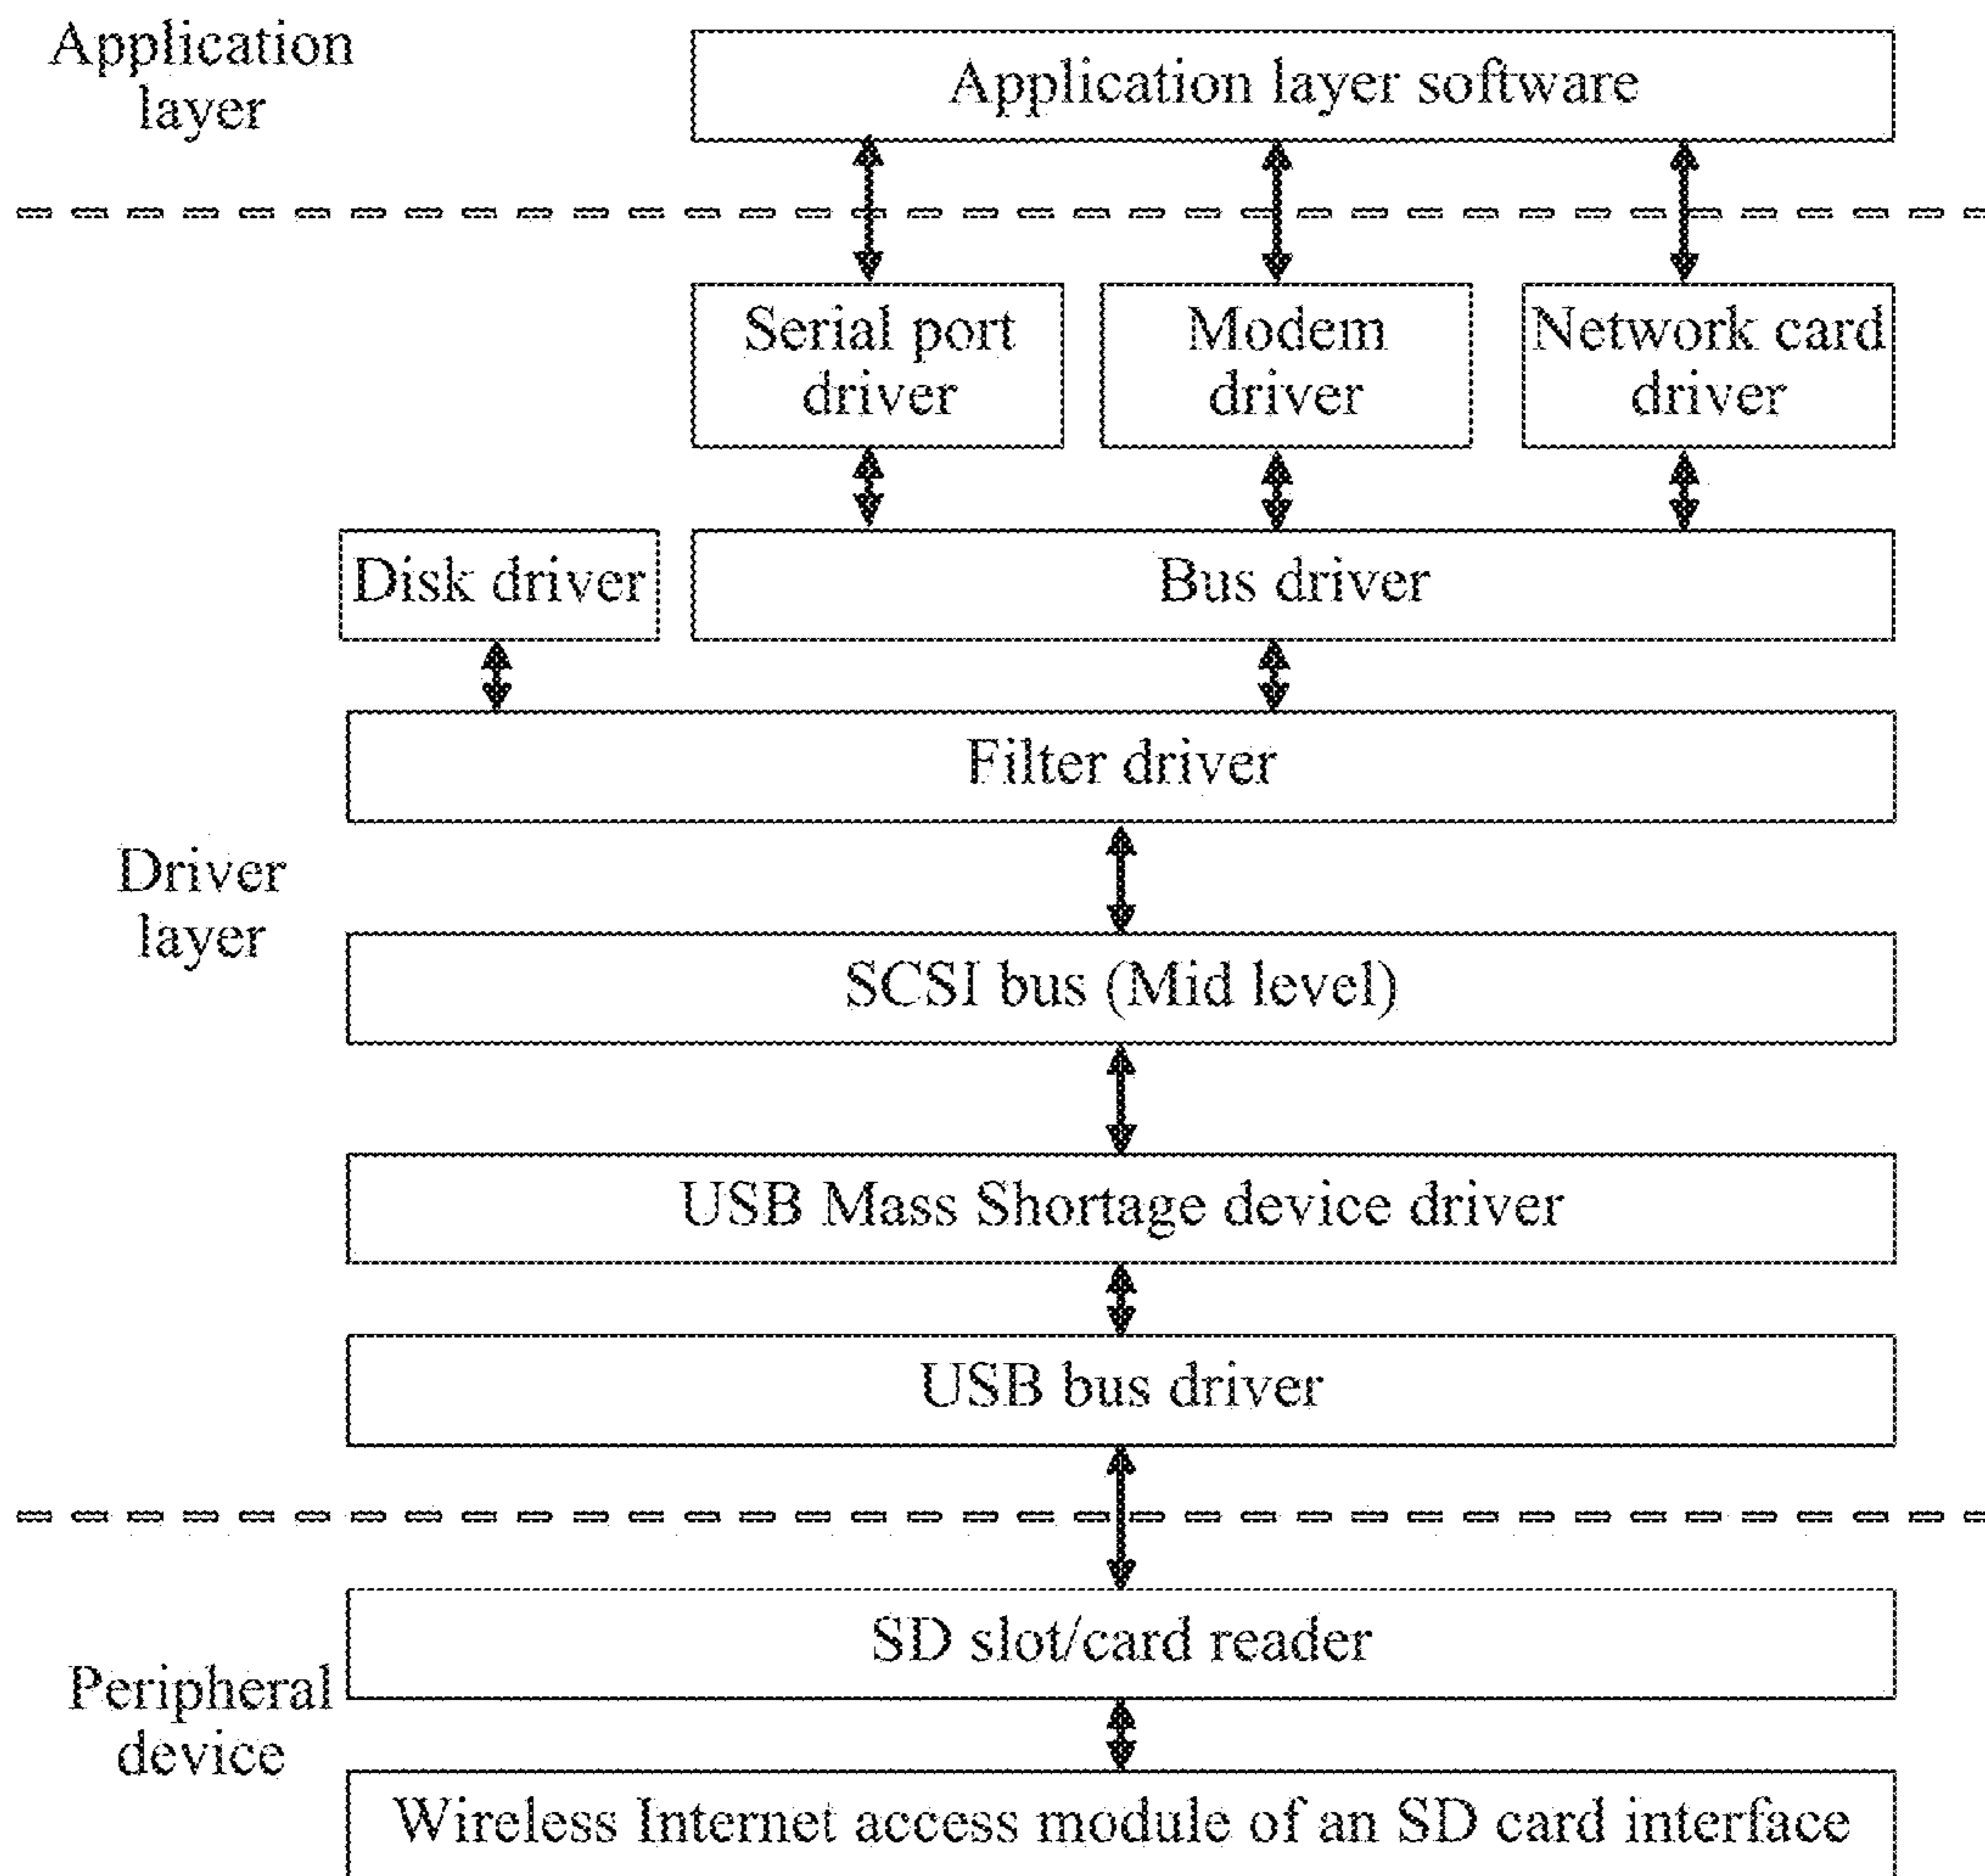 Application
layer
Application layer software
Serial port
driver
Modem
driver
Network card
driver
Disk driver
Bus driver
Filter driver
Driver
layer
SCSI bus (Mid level)
USB Mass Shortage device driver
USB bus driver
SD slot/card reader
Peripheral
device
Wireless Internet access module of an SD card interface